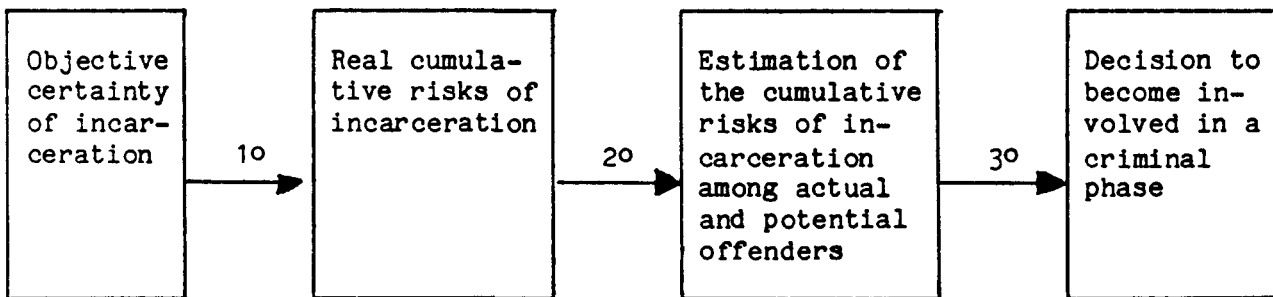 Objective
certainty
of incar-
ceration
1º
Real cumula-
tive risks of
incarceration
2º
Estimation of
the cumulative
risks of in-
carceration
among actual
and potential
offenders
3º
Decision to
become in-
volved in a
criminal
phase